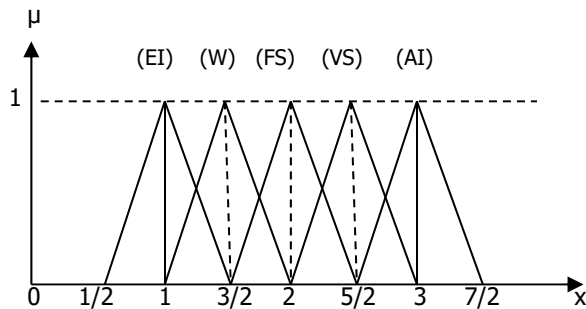 μ
(EI) (W) (FS) (VS) (AI)
1
0 1/2 1 3/2 2 5/2 3 7/2 x